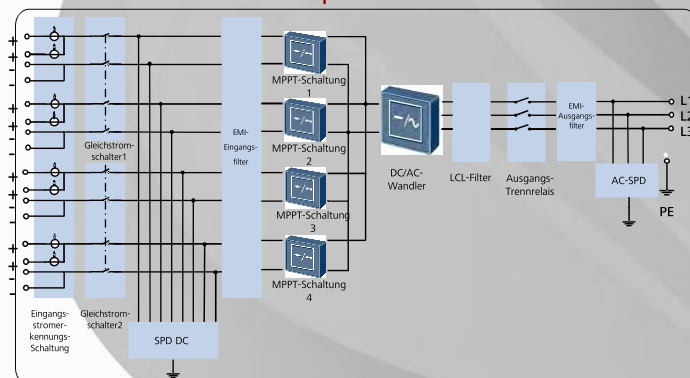 +
+
-
-
+
+
-
-
+
+
-
-
+
+
-
-
Gleichstrom-
schalter1
Eingangs-
stromer-
kennungs-
Schaltung
Gleichstrom-
schalter2
SPD DC
EMI-
Eingangs-
filter
MPPT-Schaltung
1
MPPT-Schaltung
2
MPPT-Schaltung
3
MPPT-Schaltung
4
DC/AC-
Wandler
LCL-Filter
Ausgangs-
Trennrelais
EMI-
Ausgangs-
filter
AC-SPD
L1
L2
L3
PE